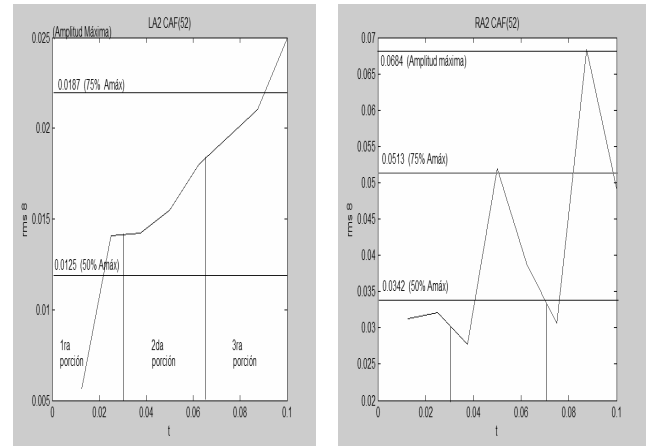 LA2 CAF(52)
0.025
(Amplitud Máxima)
0.0187 (75% Amáx)
0.02
0.015
rms e
0.0125 (50% Amáx)
0.01
1ra
porción
2da
porción
3ra
porción
0.005
0 0.02 0.04 0.06 0.08 0.1
t
RA2 CAF(52)
0.07
0.0684 (Amplitud máxima)
0.065
0.06
0.055
0.0513 (75% Amáx)
0.05
0.045
rms e
0.04
0.035
0.0342 (50% Amáx)
0.03
0.025
0.02
0 0.02 0.04 0.06 0.08 0.1
t